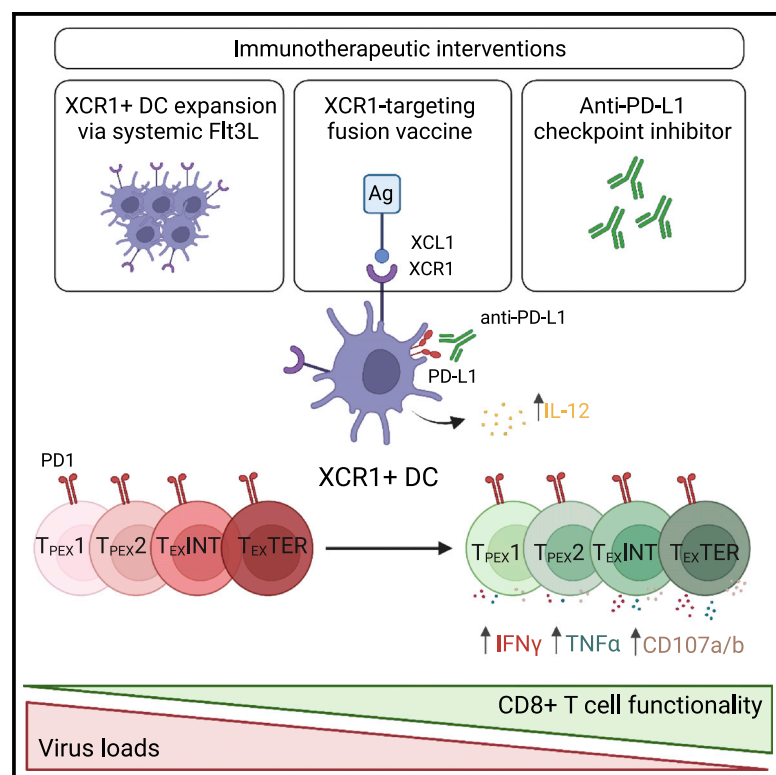 Immunotherapeutic interventions
XCR1+ DC expansion
via systemic Flt3L
XCR1-targeting
fusion vaccine
Anti-PD-L1
checkpoint inhibitor
Ag
XCL1
XCR1
anti-PD-L1
PD-L1
IL-12
PD1
XCR1+ DC
TPEX1
TPEX2
TEXINT
TEXTER
TPEX1
TPEX2
TEXINT
TEXTER
IFNγ
TNFα
CD107a/b
CD8+ T cell functionality
Virus loads